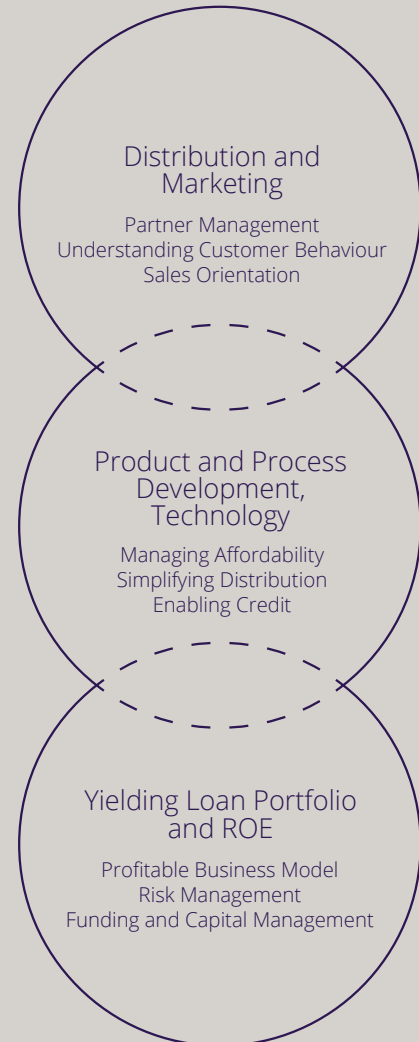 Distribution and
Marketing
Partner Management
Understanding Customer Behaviour
Sales Orientation
Product and Process
Development,
Technology
Managing Affordability
Simplifying Distribution
Enabling Credit
Yielding Loan Portfolio
and ROE
Profitable Business Model
Risk Management
Funding and Capital Management